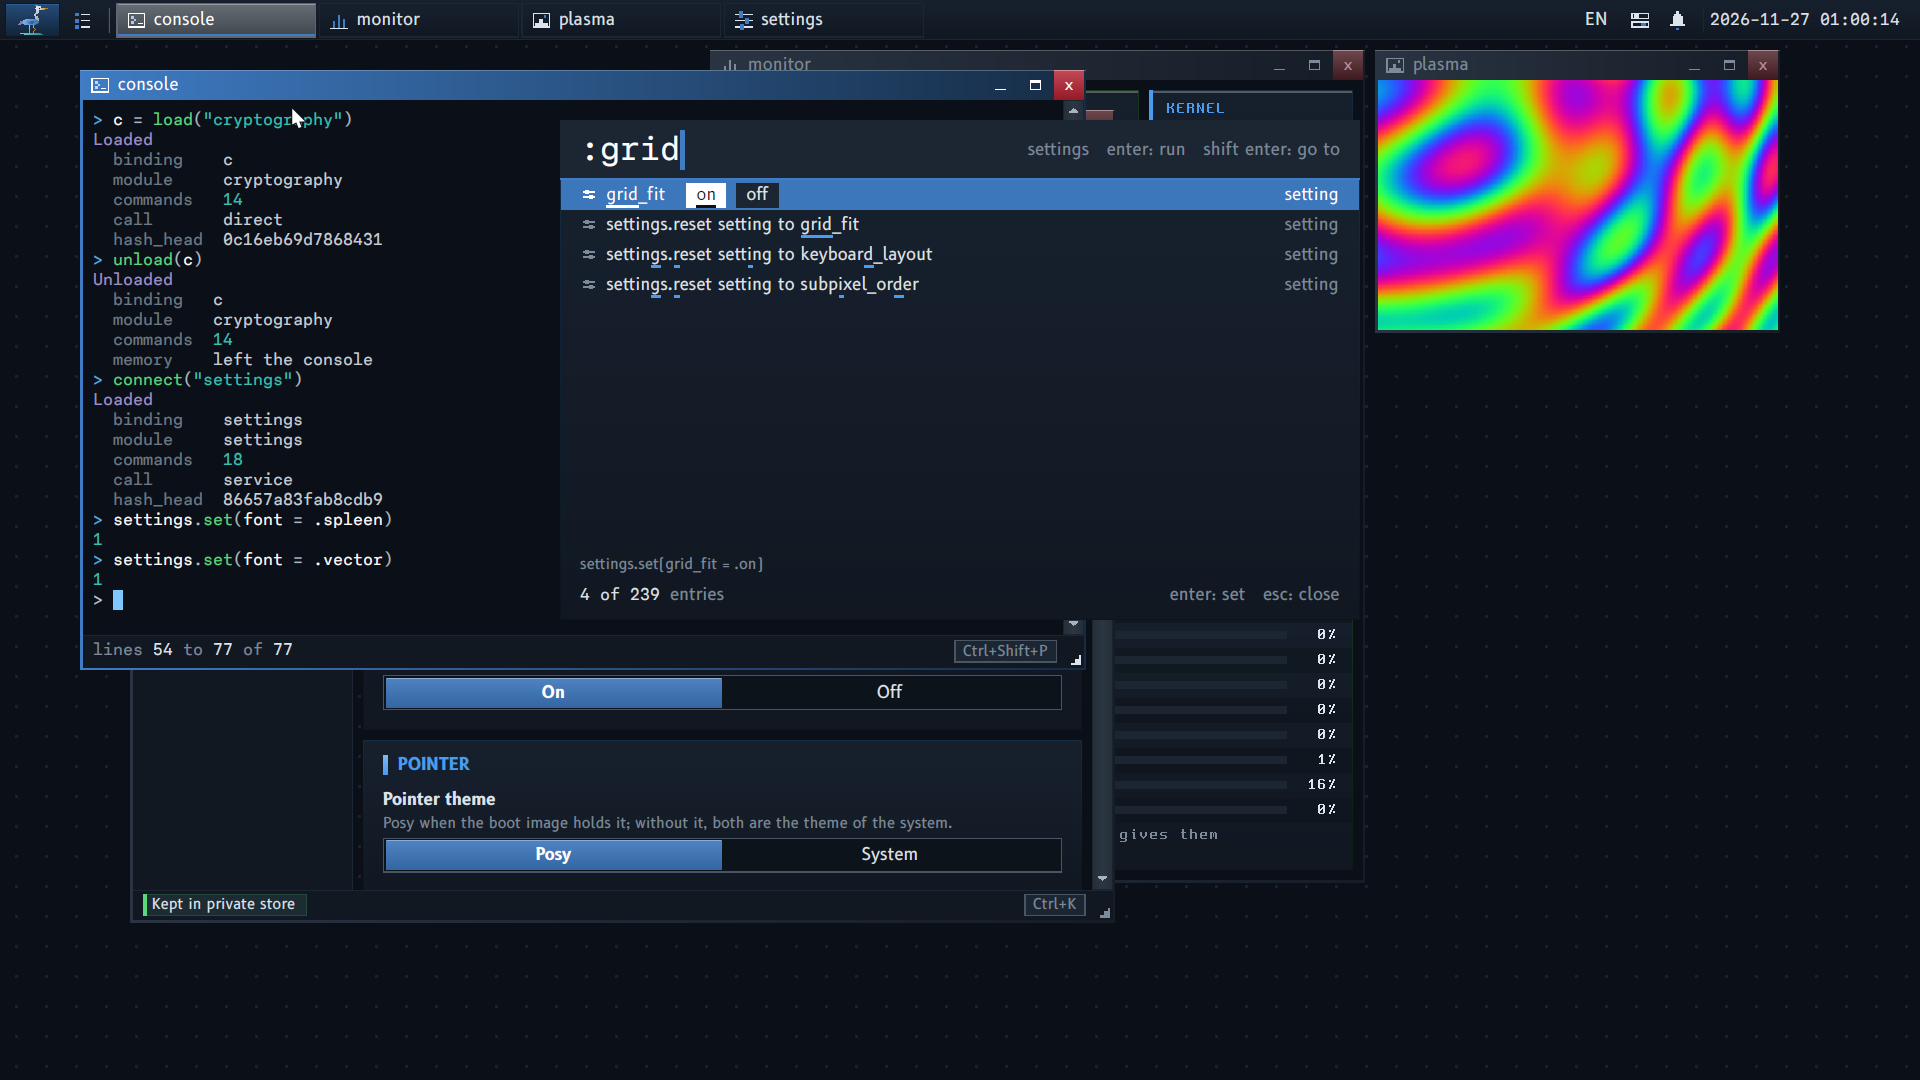 console
monitor
plasma
settings
EN
2026-11-27 01:00:14
monitor
x
plasma
x
console
x
> c = load("cryptography")
Loaded
binding c
module cryptography
commands 14
call direct
hash_head 0c16eb69d7868431
> unload(c)
Unloaded
binding c
module cryptography
commands 14
memory left the console
> connect("settings")
Loaded
binding settings
module settings
commands 18
call service
hash_head 86657a83fab8cdb9
> settings.set(font = .spleen)
1
> settings.set(font = .vector)
1
>
lines 54 to 77 of 77
Ctrl+Shift+P
KERNEL
:grid
settings enter: run shift enter: go to
grid_fit on off setting
settings.reset setting to grid_fit setting
settings.reset setting to keyboard_layout setting
settings.reset setting to subpixel_order setting
settings.set(grid_fit = .on)
4 of 239 entries
enter: set esc: close
0%
0%
0%
0%
0%
1%
16%
0%
gives them
On Off
POINTER
Pointer theme
Posy when the boot image holds it; without it, both are the theme of the system.
Posy System
Kept in private store
Ctrl+K